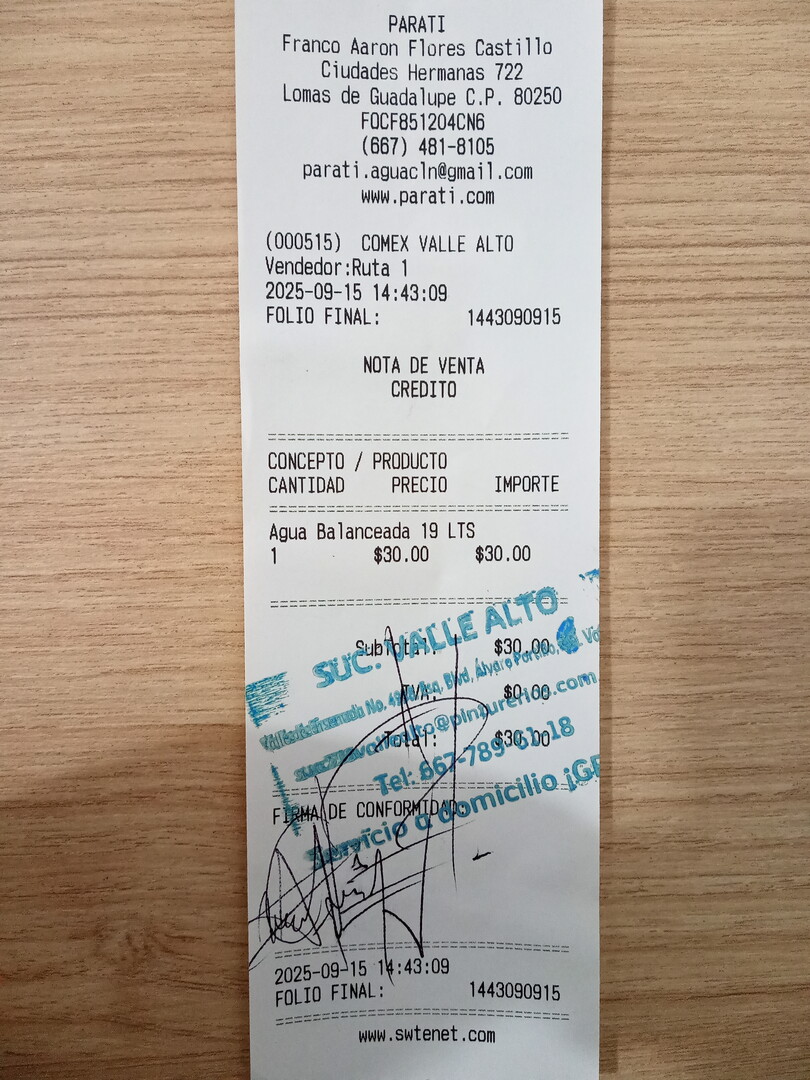 PARATI
Franco Aaron Flores Castillo
Ciudades Hermanas 722
Lomas de Guadalupe C.P. 80250
FOCF851204CN6
(667) 481-8105
parati.aguacln@gmail.com
www.parati.com
(000515) COMEX VALLE ALTO
Vendedor:Ruta 1
2025-09-15 14:43:09
FOLIO FINAL: 1443090915
NOTA DE VENTA
CREDITO
CONCEPTO / PRODUCTO
CANTIDAD PRECIO IMPORTE
Agua Balanceada 19 LTS
1 $30.00 $30.00
SUC. VALLE ALTO
Subtotal $30.00
Blvd. Álvaro
IVA: $0.00
Total: $30.00
Tel: 667-789-61-18
FIRMA DE CONFORMIDAD:
Servicio a domicilio ¡G
2025-09-15 14:43:09
FOLIO FINAL: 1443090915
www.swtenet.com